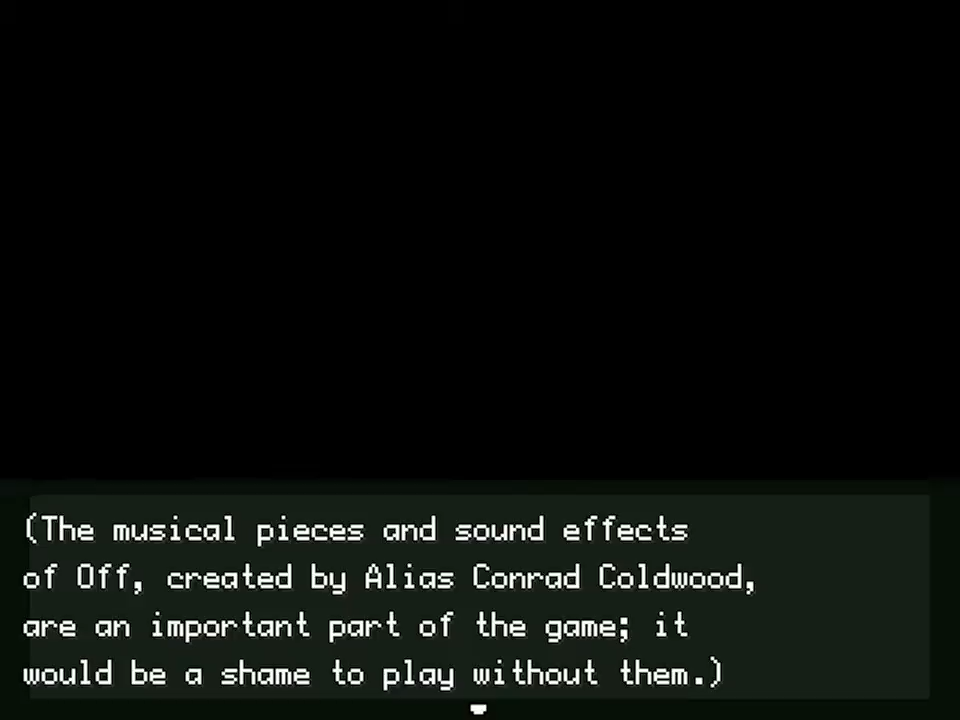 (The musical pieces and sound effects
of Off, created by Alias Conrad Coldwood,
are an important part of the game; it
would be a shame to play without them.)